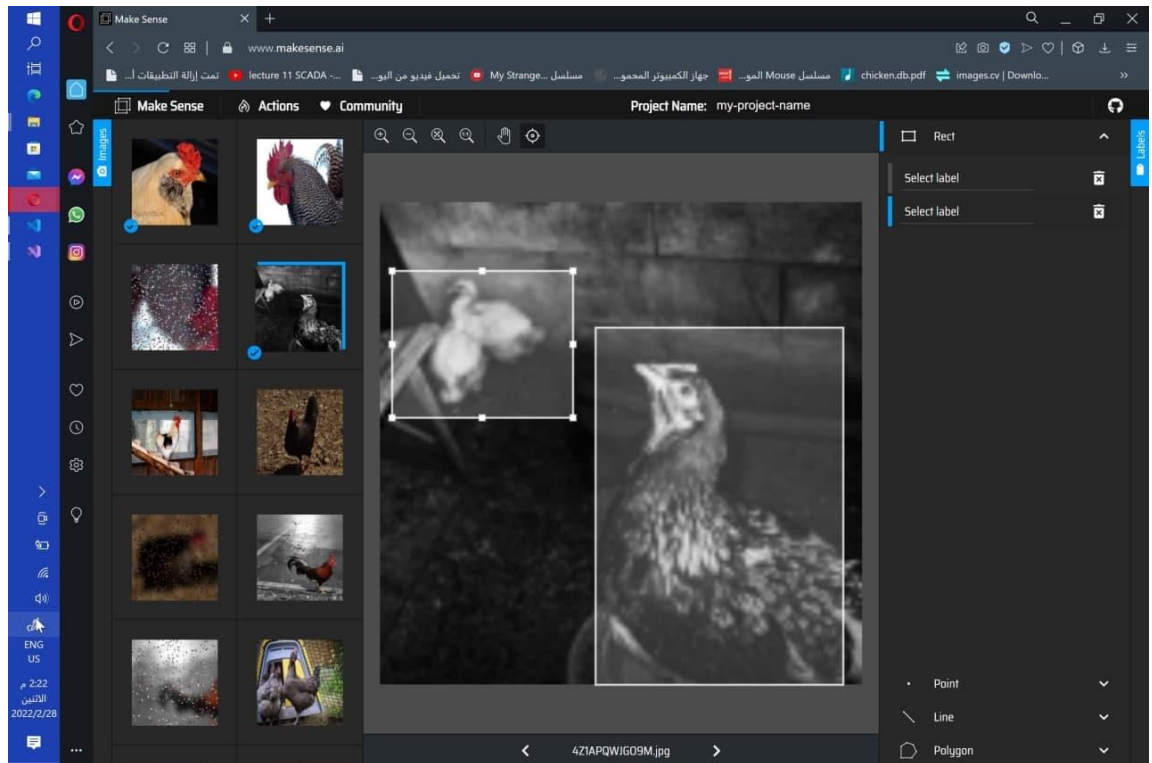 Make Sense
www.makesense.ai
تمت إزالة التطبيقات أ...
lecture 11 SCADA -...
تحميل فيديو من اليو...
My Strange... مسلسل
جهاز الكمبيوتر المحمو...
مسلسل Mouse المو...
chicken.db.pdf
images.cv | Downlo...
Make Sense
Actions
Community
Project Name: my-project-name
Images
Rect
Labels
Select label
Select label
Point
Line
Polygon
4Z1APQWJGO9M.jpg
ENG
US
2:22 م
الاثنين
2022/2/28